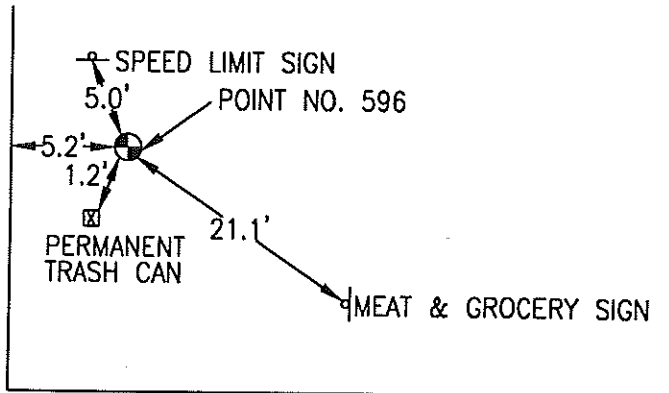 SPEED LIMIT SIGN
5.0'
POINT NO. 596
5.2'
1.2'
21.1'
X
PERMANENT
TRASH CAN
MEAT & GROCERY SIGN